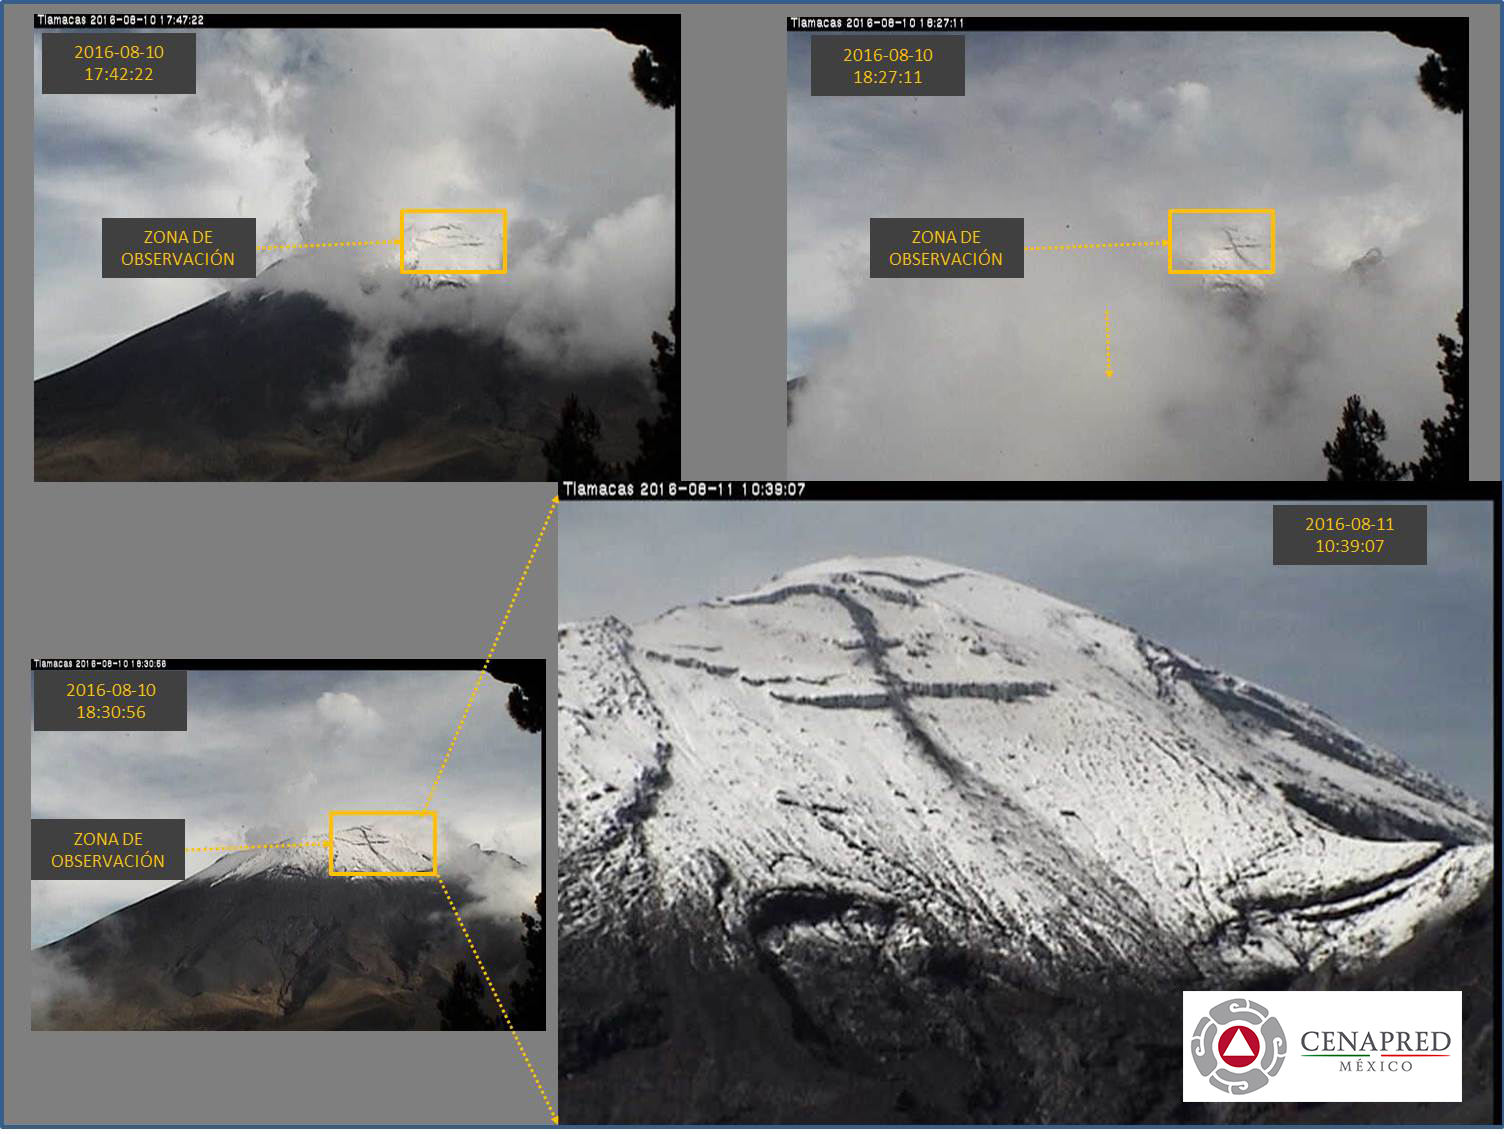 Tlamacas 2016-08-10 17:47:22
2016-08-10
17:42:22
ZONA DE
OBSERVACIÓN
Tlamacas 2016-08-10 18:27:11
2016-08-10
18:27:11
ZONA DE
OBSERVACIÓN
Tlamacas 2016-08-10 18:30:56
2016-08-10
18:30:56
ZONA DE
OBSERVACIÓN
Tlamacas 2016-08-11 10:39:07
2016-08-11
10:39:07
CENAPRED
MÉXICO